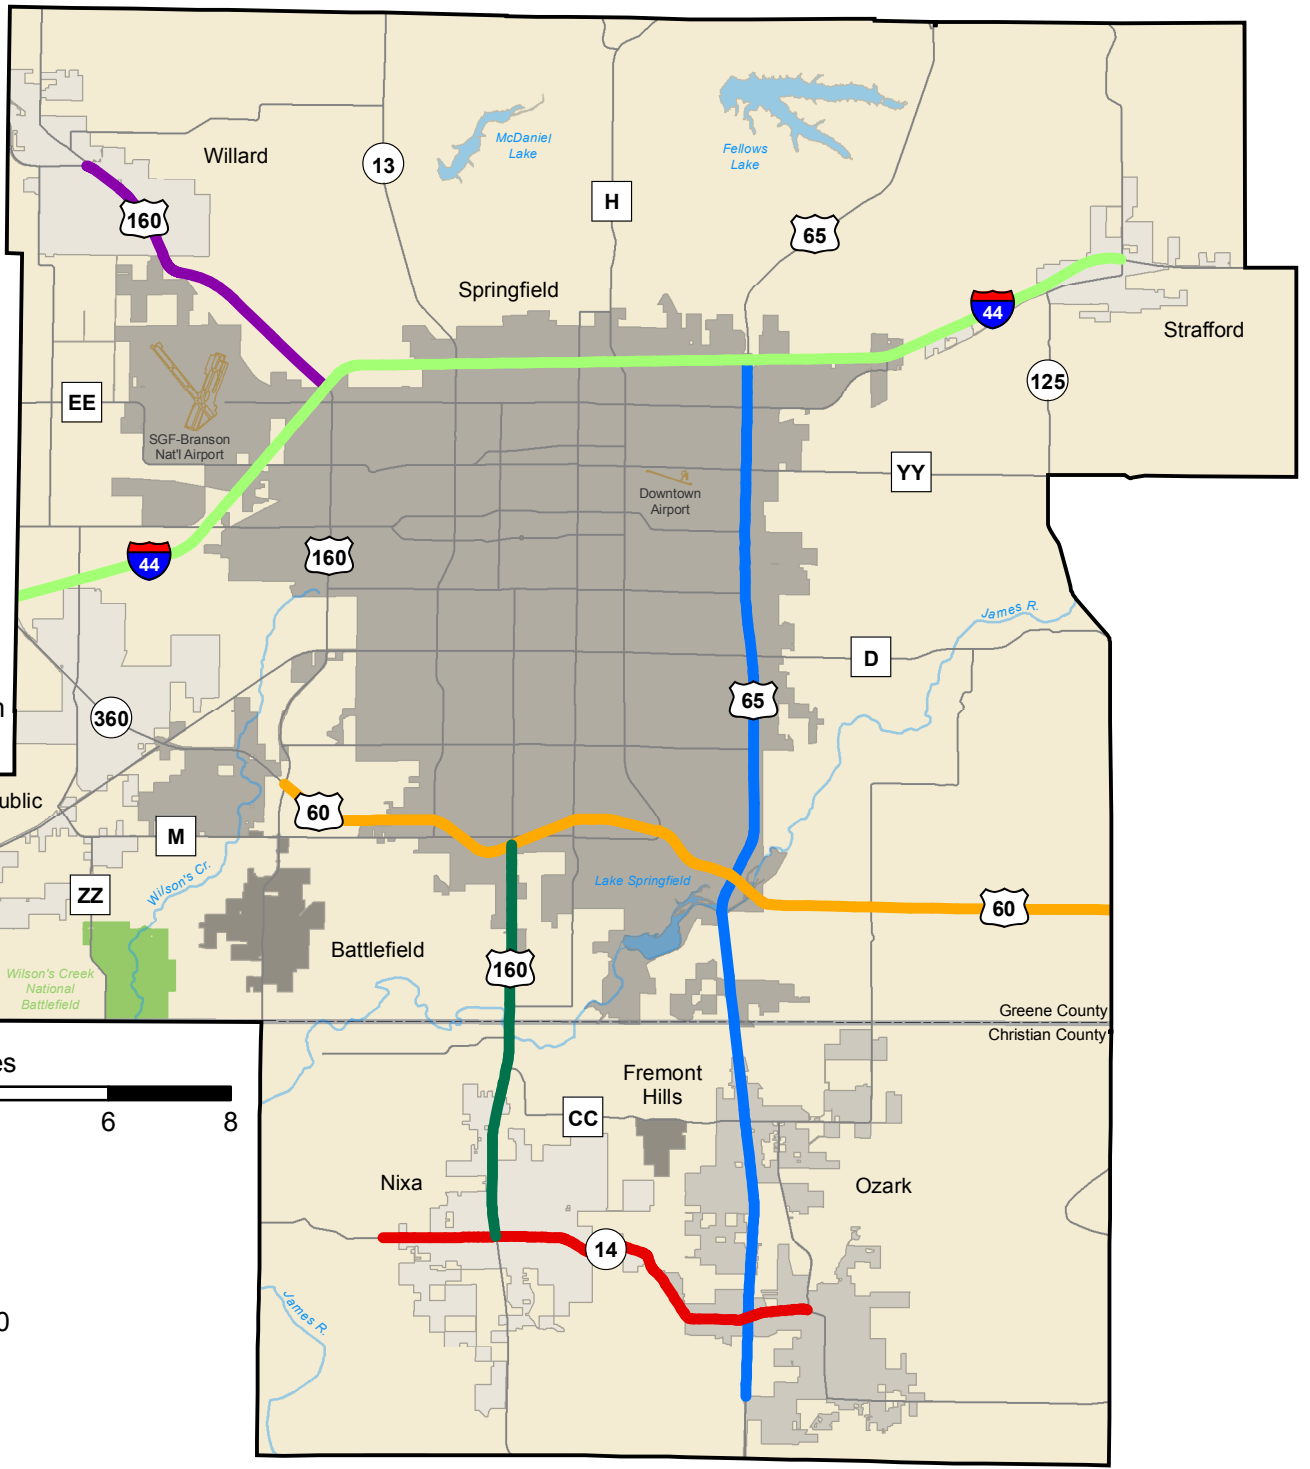 Willard
13
McDaniel
Lake
Fellows
Lake
H
160
65
Springfield
44
Strafford
125
EE
SGF-Branson
Nat'l Airport
YY
Downtown
Airport
44
160
James R.
D
65
360
ublic
60
M
Wilson's Cr.
Lake Springfield
ZZ
60
Battlefield
160
Wilson's Creek
National
Battlefield
Greene County
Christian County
es
6
8
Fremont
Hills
CC
Nixa
Ozark
14
James R.
0